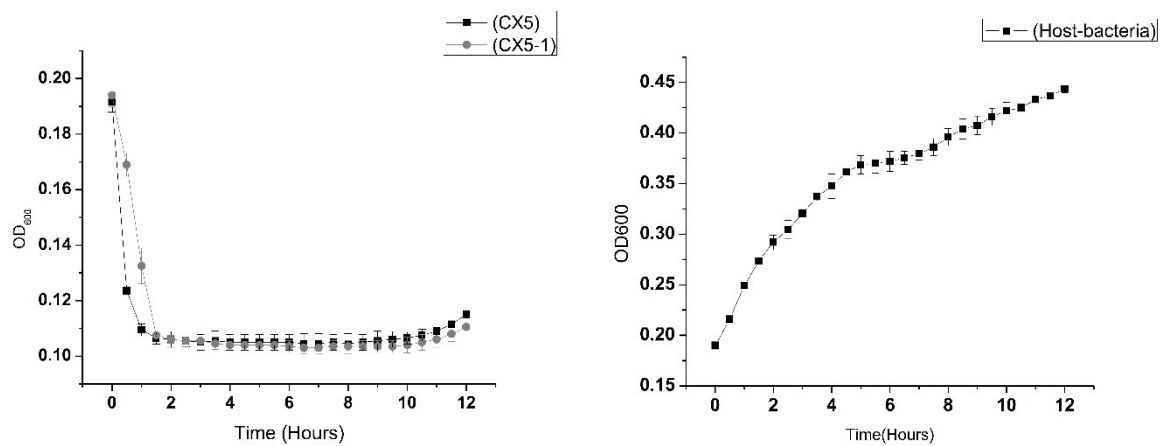 (CX5)
(CX5-1)
0.20
0.18
0.16
0.14
0.12
0.10
OD600
0 2 4 6 8 10 12
Time (Hours)
(Host-bacteria)
0.45
0.40
0.35
0.30
0.25
0.20
0.15
OD600
0 2 4 6 8 10 12
Time(Hours)